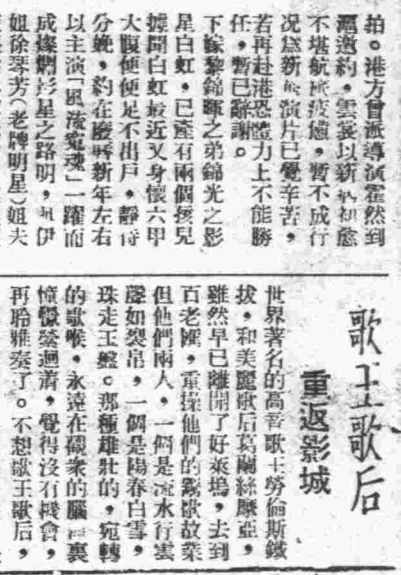 拍。港方曾派導演霍然到
滬邀約,雲裳以新病初愈
不堪航旅疲憊,暫不成行
况為新片演片已覺辛苦,
若再赴港恐體力上不能勝
任,暫已辭謝。
下嫁黎錦暉之弟錦光之影
星白虹,已產有兩個孩兒
據聞白虹最近又身懷六甲
大腹便便足不出戶,靜待
分娩,約在廢曆新年左右
以主演「風流寃魂」一躍而
成燦爛影星之路明,與伊
姐徐琴芳(老牌明星)姐夫
歌王歌后
重返影城
世界著名的高音歌王勞倫斯鐵
拔,和美麗歌后葛蘭絲摩亞,
雖然早已離開了好萊塢,去到
百老滙,重操他們的歌故業
但他們兩人,一個是流水行雲
聲如裂帛,一個是陽春白雪,
珠走玉盤。那種雄壯的,宛轉
的歌喉,永遠在觀衆的腦海裏
憧憬縈迴着,覺得沒有機會,
再聆雅奏了。不想歌王歌后,